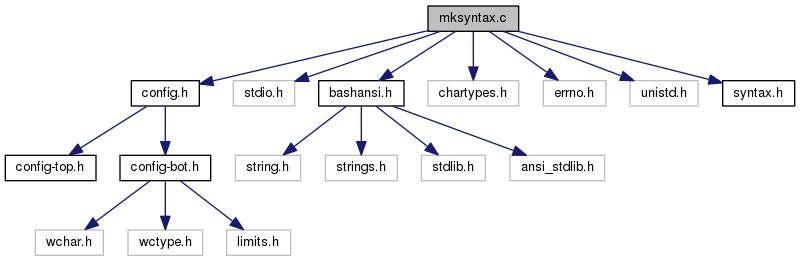 mksyntax.c
config.h
stdio.h
bashansi.h
chartypes.h
errno.h
unistd.h
syntax.h
config-top.h
config-bot.h
string.h
strings.h
stdlib.h
ansi_stdlib.h
wchar.h
wctype.h
limits.h